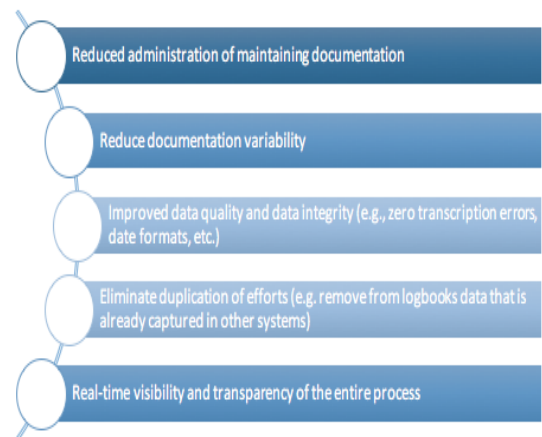 Reduced administration of maintaining documentation
Reduce documentation variability
Improved data quality and data integrity (e.g., zero transcription errors,
date formats, etc.)
Eliminate duplication of efforts (e.g. remove from logbooks data that is
already captured in other systems)
Real-time visibility and transparency of the entire process